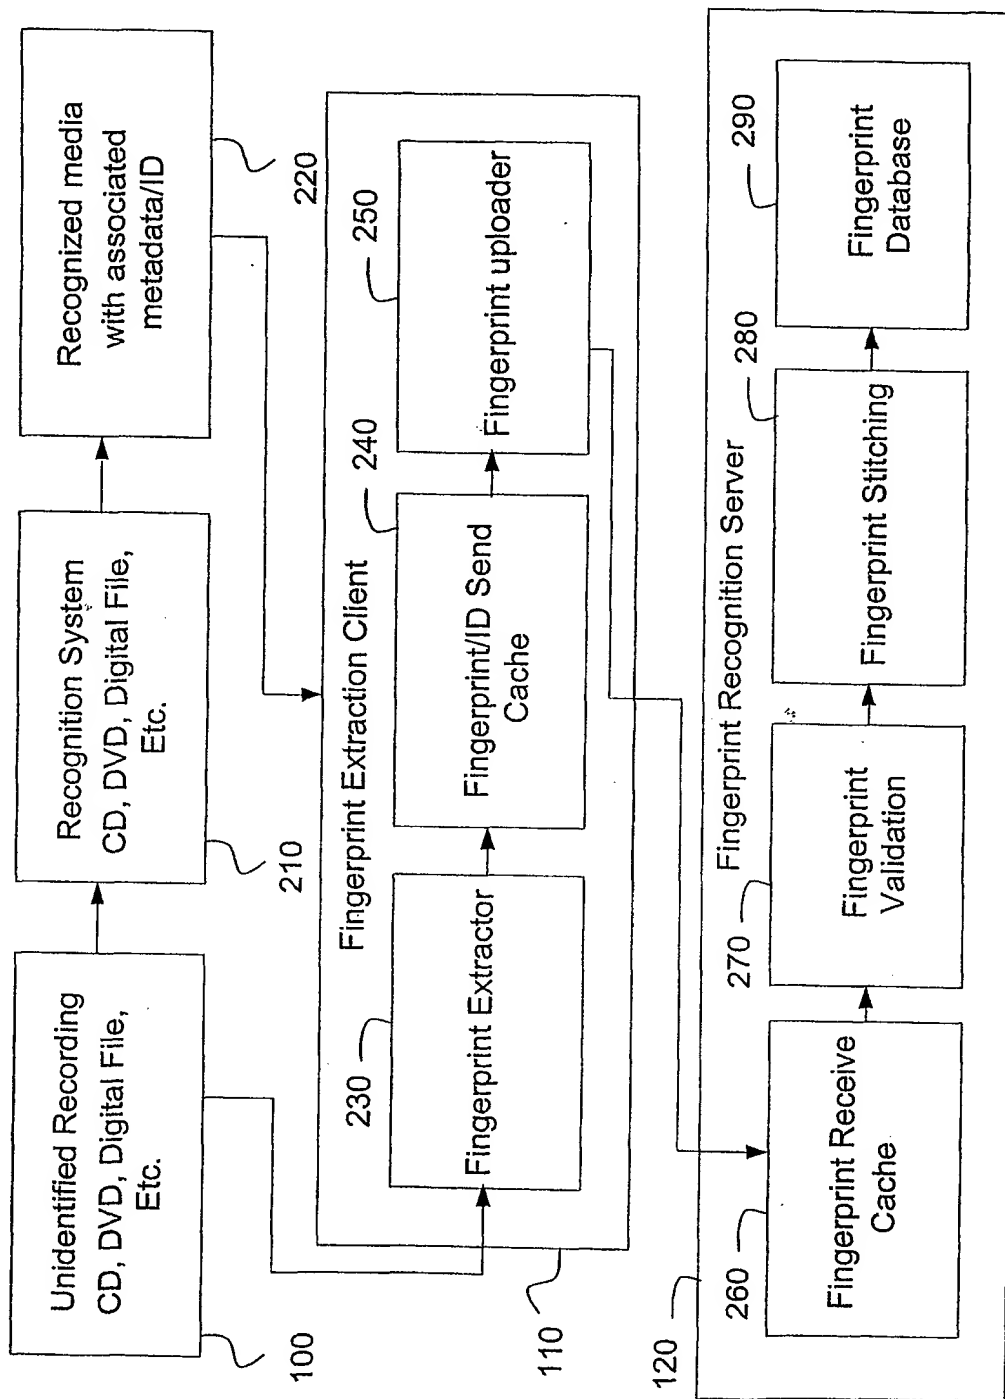 Unidentified Recording
CD, DVD, Digital File,
Etc.
100
Recognition System
CD, DVD, Digital File,
Etc.
210
Recognized media
with associated
metadata/ID
220
Fingerprint Extraction Client
110
230
Fingerprint Extractor
240
Fingerprint/ID Send
Cache
250
Fingerprint uploader
Fingerprint Recognition Server
120
260
Fingerprint Receive
Cache
270
Fingerprint
Validation
280
Fingerprint Stitching
290
Fingerprint
Database